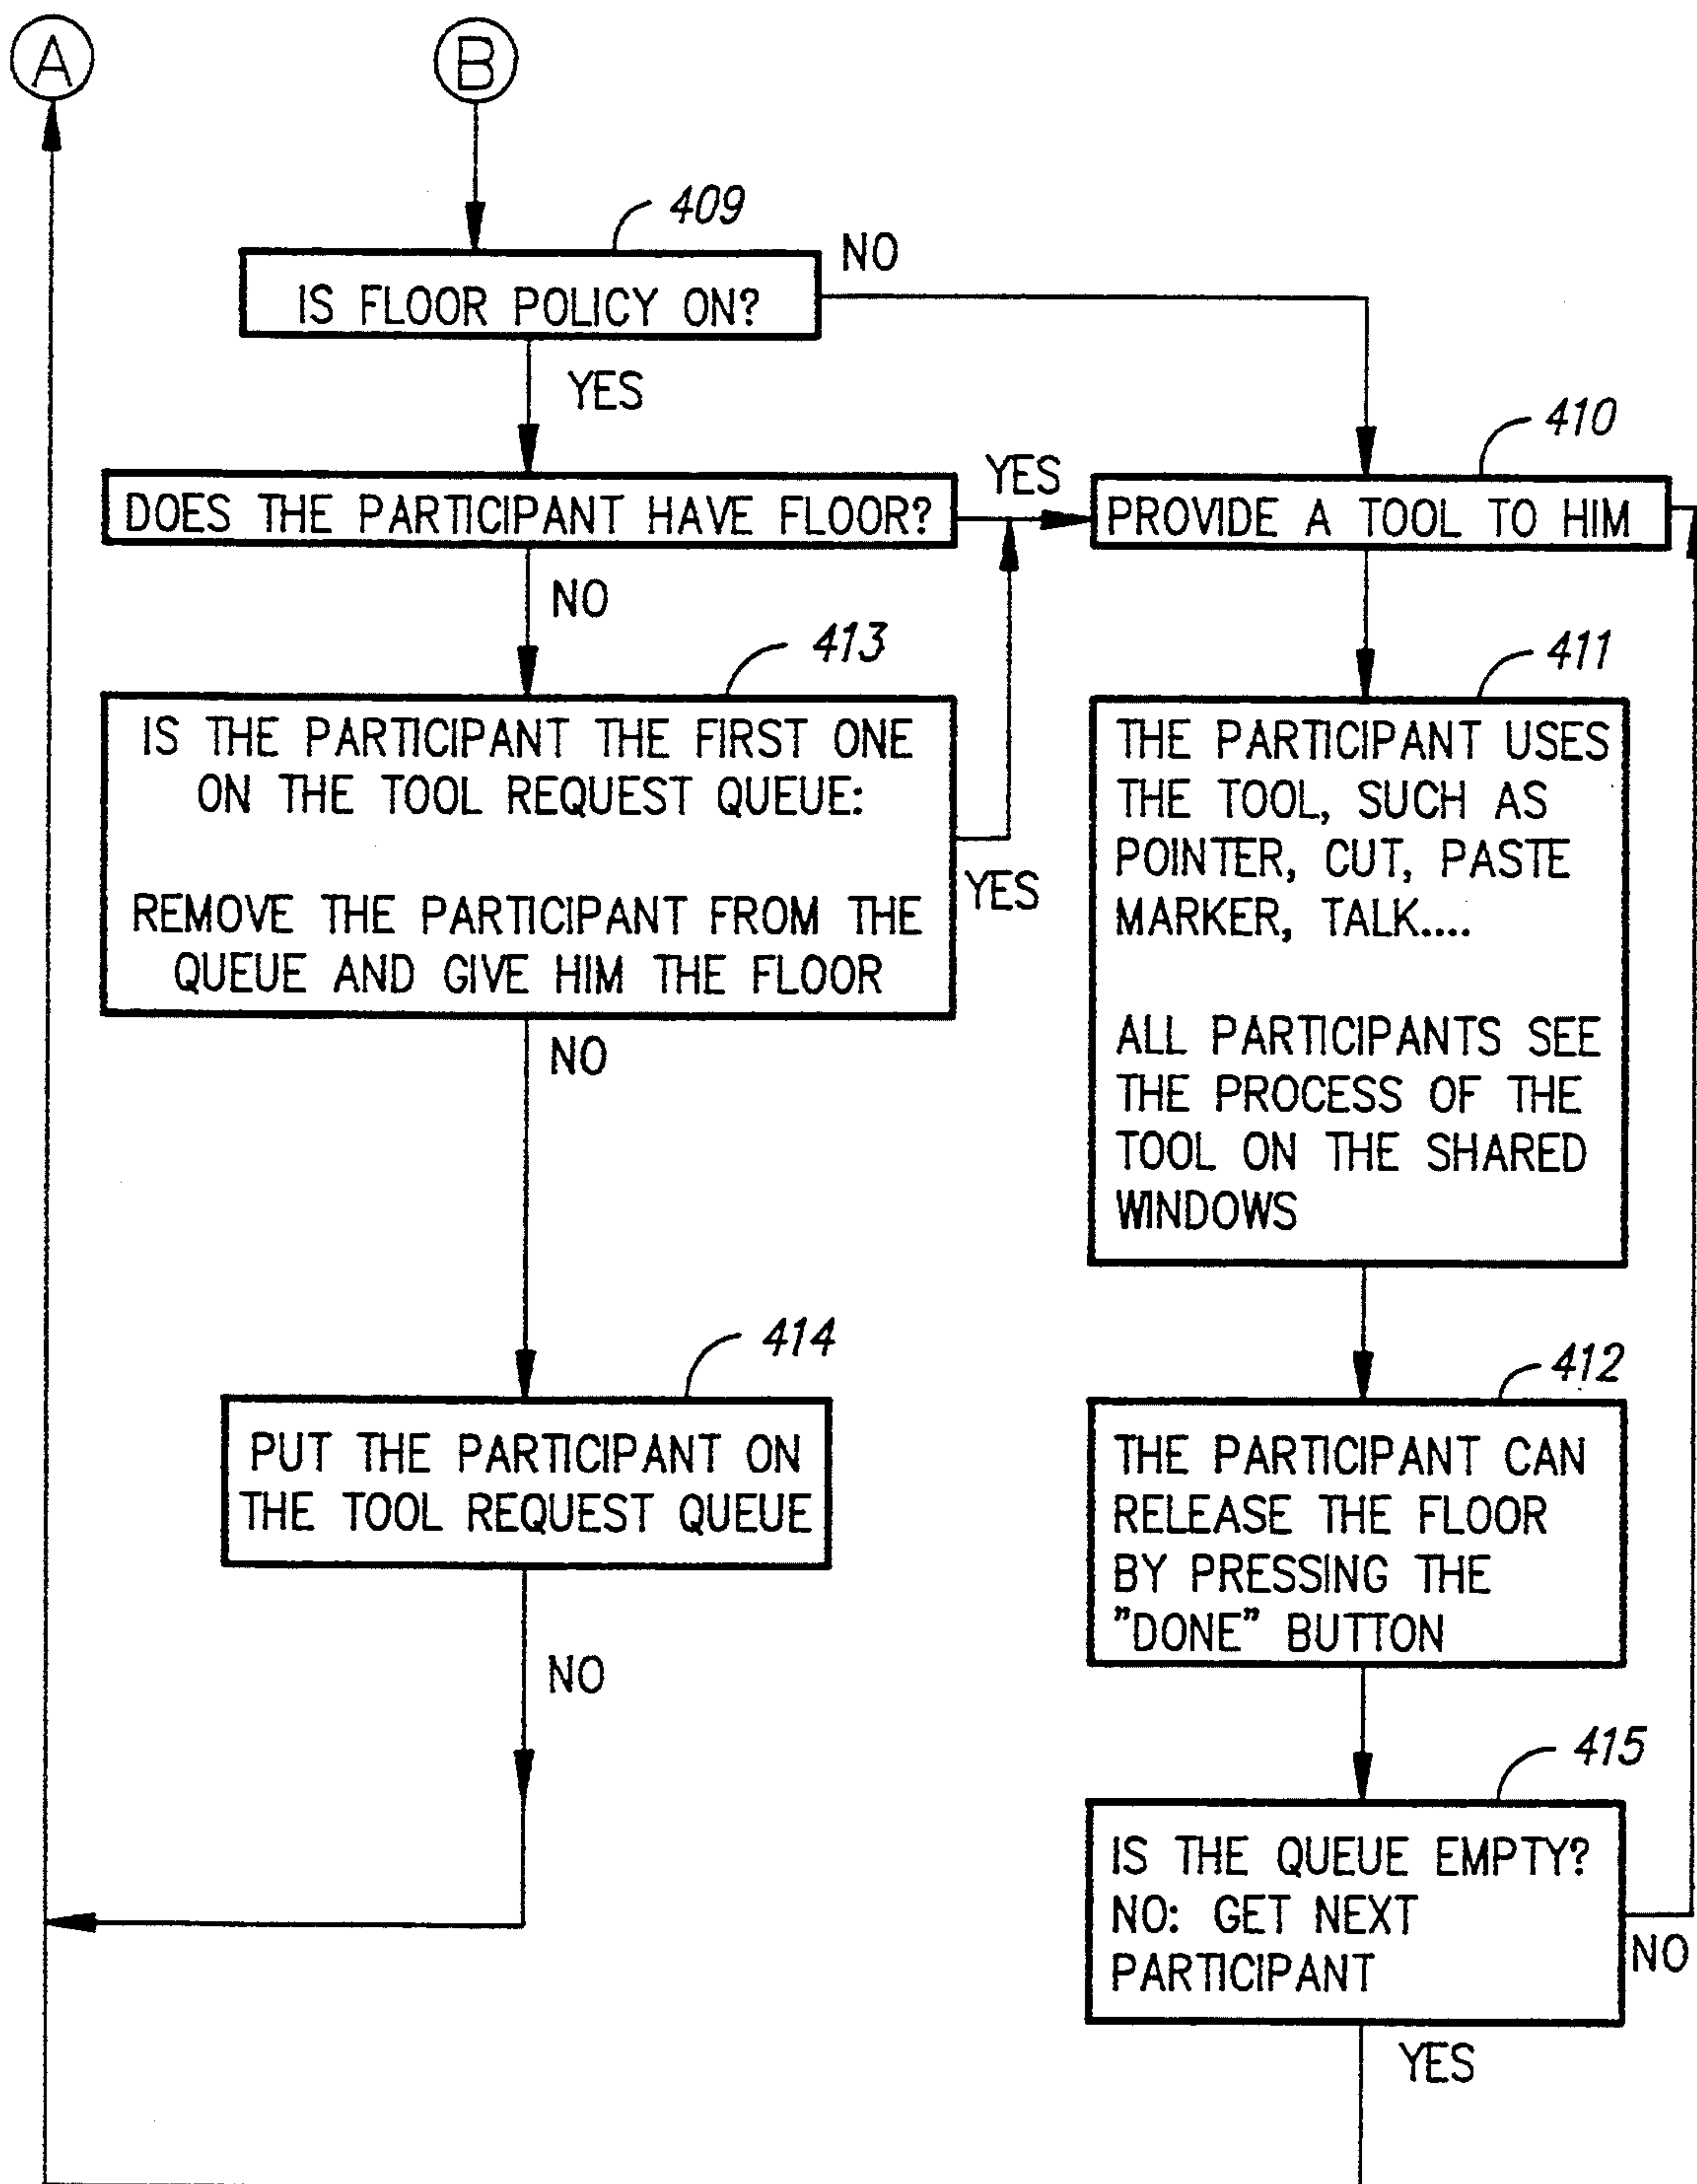 A
B
409
NO
IS FLOOR POLICY ON?
YES
410
YES
DOES THE PARTICIPANT HAVE FLOOR?
PROVIDE A TOOL TO HIM
NO
413
411
IS THE PARTICIPANT THE FIRST ONE
ON THE TOOL REQUEST QUEUE:
REMOVE THE PARTICIPANT FROM THE
QUEUE AND GIVE HIM THE FLOOR
YES
NO
THE PARTICIPANT USES
THE TOOL, SUCH AS
POINTER, CUT, PASTE
MARKER, TALK....
ALL PARTICIPANTS SEE
THE PROCESS OF THE
TOOL ON THE SHARED
WINDOWS
414
PUT THE PARTICIPANT ON
THE TOOL REQUEST QUEUE
NO
412
THE PARTICIPANT CAN
RELEASE THE FLOOR
BY PRESSING THE
"DONE" BUTTON
415
IS THE QUEUE EMPTY?
NO: GET NEXT
PARTICIPANT
NO
YES